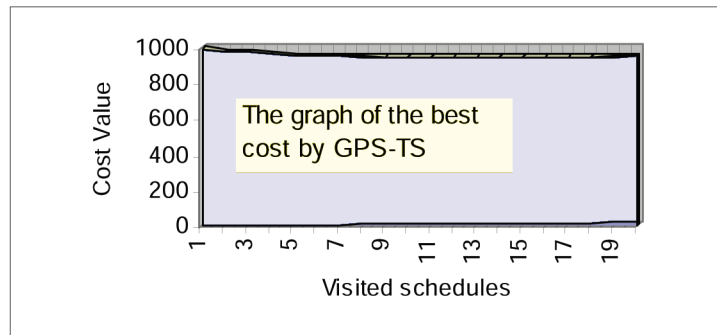 1000
800
600
400
200
0
Cost Value
The graph of the best
cost by GPS-TS
1 3 5 7 9 11 13 15 17 19
Visited schedules